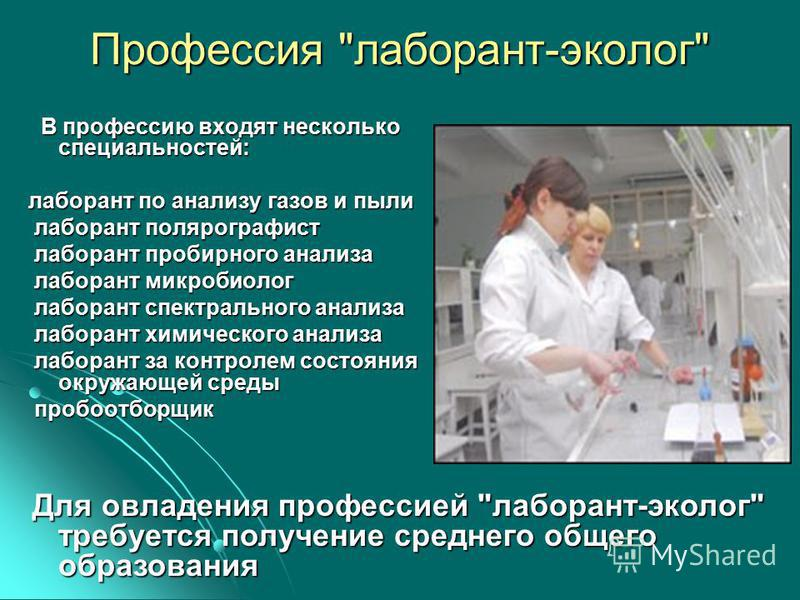 Профессия "лаборант-эколог"
В профессию входят несколько
специальностей:
лаборант по анализу газов и пыли
лаборант полярографист
лаборант пробирного анализа
лаборант микробиолог
лаборант спектрального анализа
лаборант химического анализа
лаборант за контролем состояния
окружающей среды
пробоотборщик
Для овладения профессией "лаборант-эколог"
требуется получение среднего общего
образования
MyShared